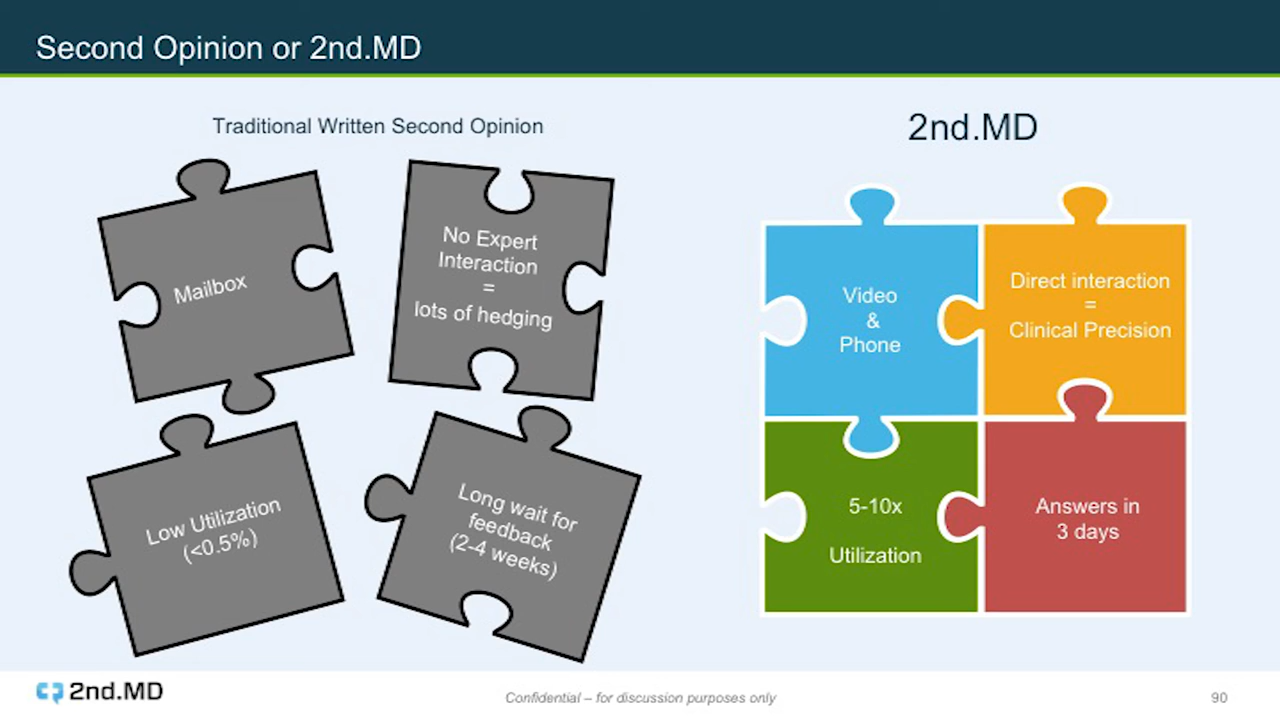 Second Opinion or 2nd.MD
Traditional Written Second Opinion
Mailbox
No Expert
Interaction
=
lots of hedging
Low Utilization
(<0.5%)
Long wait for
feedback
(2-4 weeks)
2nd.MD
Video
&
Phone
Direct interaction
=
Clinical Precision
5-10x
Utilization
Answers in
3 days
2nd.MD
Confidential – for discussion purposes only
90